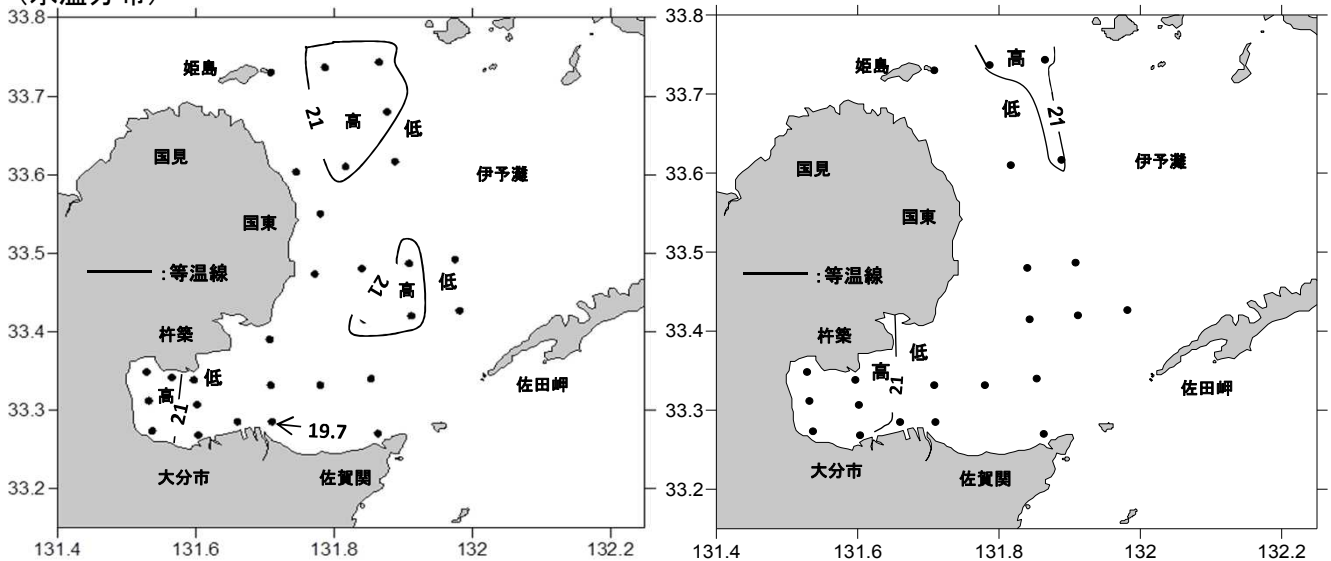 (水温分布)
33.8
33.7
33.6
33.5
33.4
33.3
33.2
131.4
131.6
131.8
132
132.2
姫島
国見
国東
: 等温線
杵築
大分市
佐賀関
佐田岬
伊予灘
21
高
低
21
高
低
高
21
低
19.7
33.8
33.7
33.6
33.5
33.4
33.3
33.2
131.4
131.6
131.8
132
132.2
姫島
国見
国東
: 等温線
杵築
大分市
佐賀関
佐田岬
伊予灘
高
低
21
高
21
低